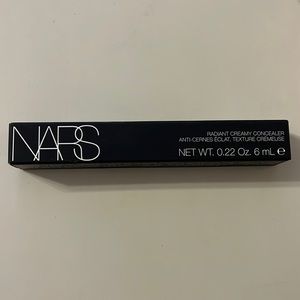 NARS
RADIANT CREAMY CONCEALER
ANTI-CERNES ÉCLAT, TEXTURE CRÉMEUSE
NET WT. 0.22 Oz. 6 mL ℮